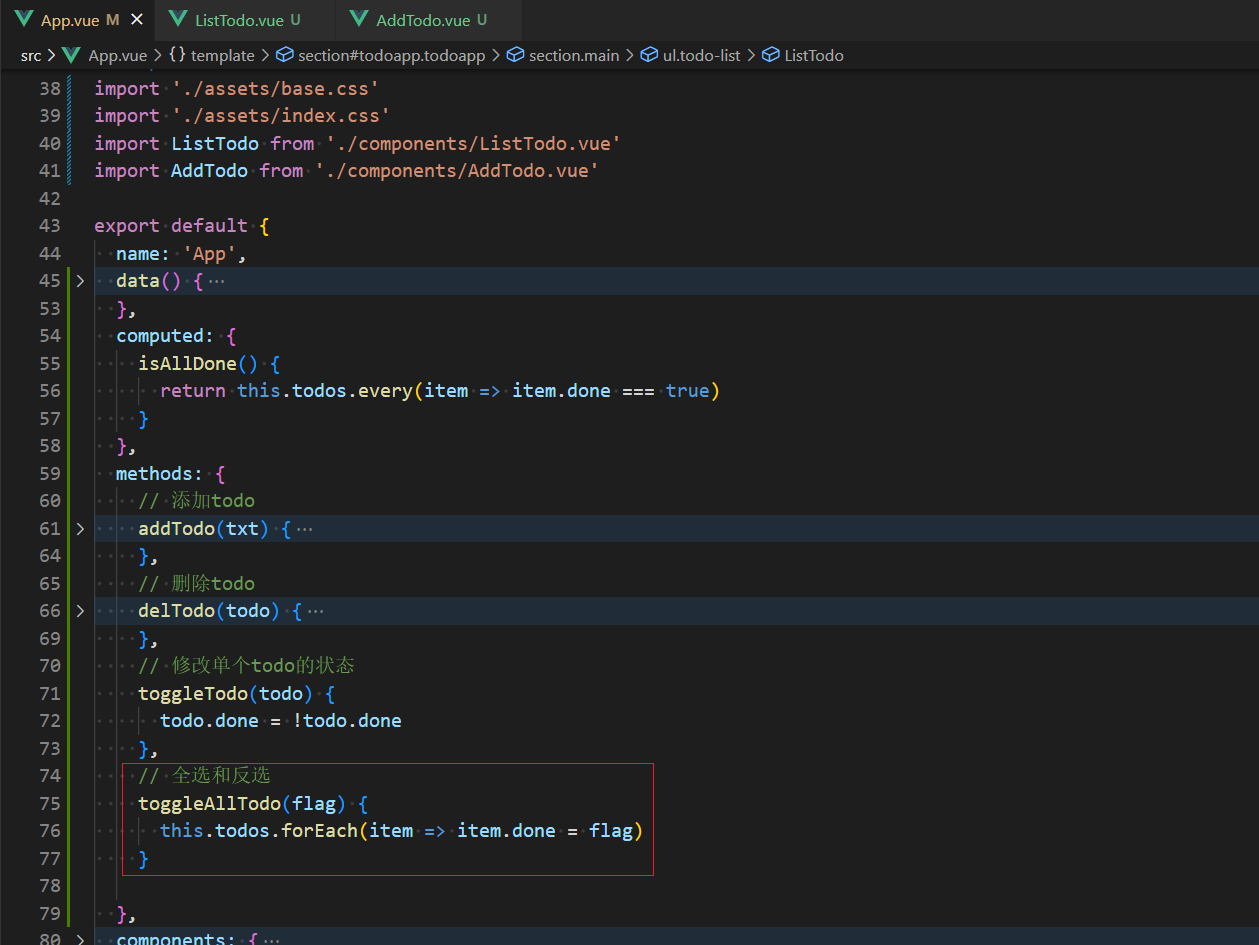 App.vue M ListTodo.vue U AddTodo.vue U
src > App.vue > {} template > section#todoapp.todoapp > section.main > ul.todo-list > ListTodo
38 import './assets/base.css'
39 import './assets/index.css'
40 import ListTodo from './components/ListTodo.vue'
41 import AddTodo from './components/AddTodo.vue'
42
43 export default {
44 name: 'App',
45 data() { ···
53 },
54 computed: {
55 isAllDone() {
56 return this.todos.every(item => item.done === true)
57 }
58 },
59 methods: {
60 // 添加todo
61 addTodo(txt) { ···
64 },
65 // 删除todo
66 delTodo(todo) { ···
69 },
70 // 修改单个todo的状态
71 toggleTodo(todo) {
72 todo.done = !todo.done
73 },
74 // 全选和反选
75 toggleAllTodo(flag) {
76 this.todos.forEach(item => item.done = flag)
77 }
78
79 },
80 components: { ···